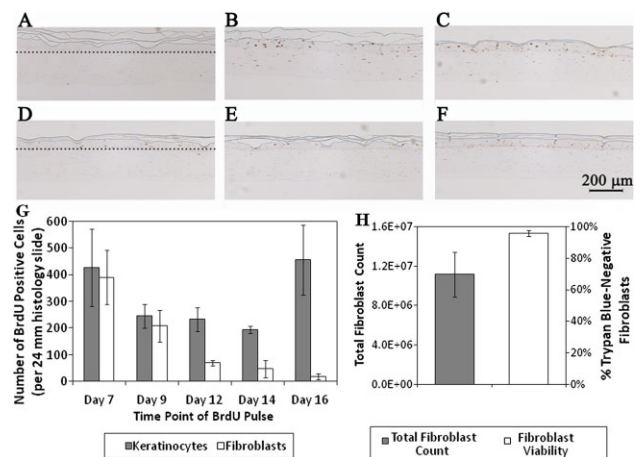 A
B
C
D
E
F
200 μm
G
Number of BrdU Positive Cells
(per 24 mm histology slide)
600
500
400
300
200
100
0
Day 7 Day 9 Day 12 Day 14 Day 16
Time Point of BrdU Pulse
Keratinocytes Fibroblasts
H
Total Fibroblast Count
1.6E+07
1.2E+07
8.0E+06
4.0E+06
0.0E+00
100%
80%
60%
40%
20%
0%
% Trypan Blue-Negative
Fibroblasts
Total Fibroblast
Count
Fibroblast
Viability